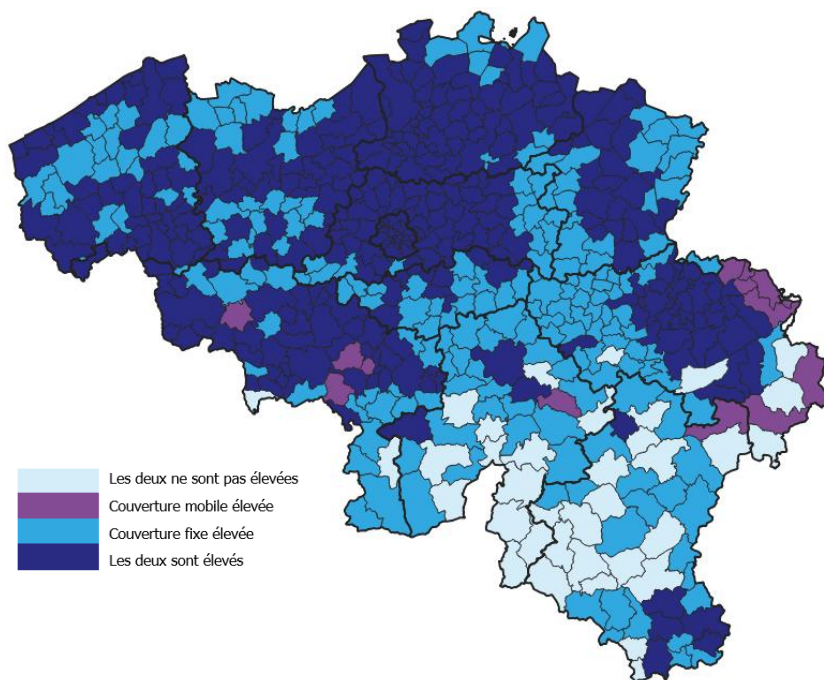 Les deux ne sont pas élevées
Couverture mobile élevée
Couverture fixe élevée
Les deux sont élevés